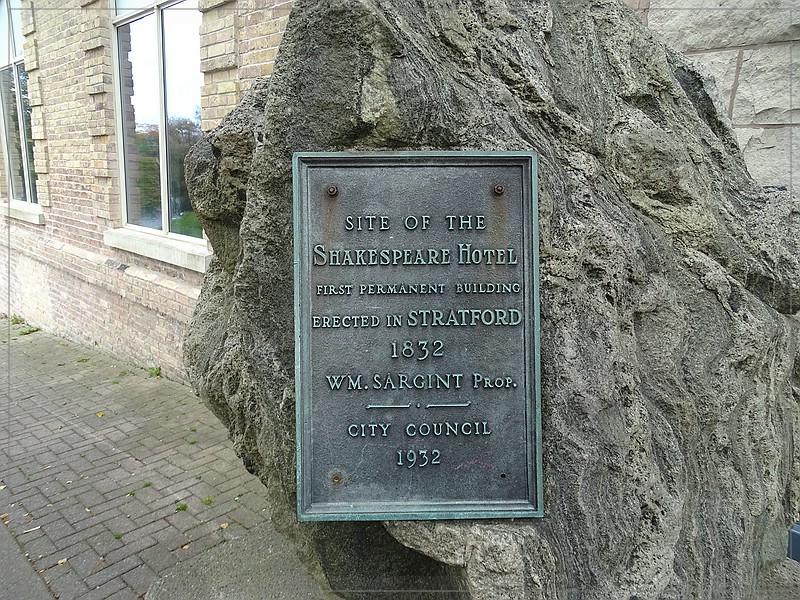 SITE OF THE
SHAKESPEARE HOTEL
FIRST PERMANENT BUILDING
ERECTED IN STRATFORD
1832
WM. SARGINT PROP.
CITY COUNCIL
1932